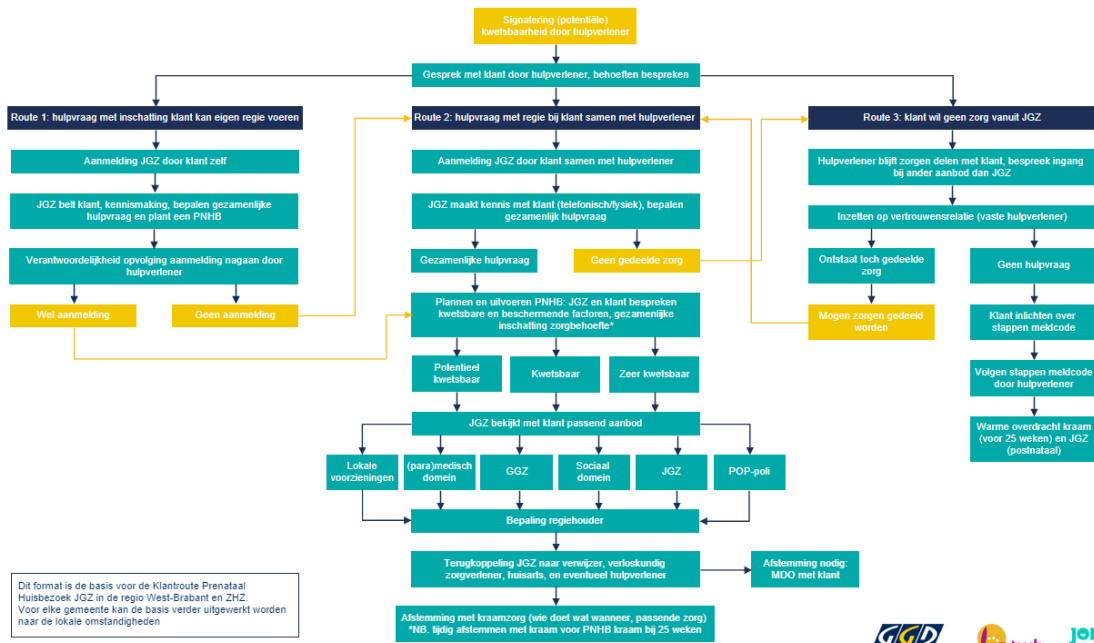 Signalering (potentiële)
kwetsbaarheid door hulpverlener
Gesprek met klant door hulpverlener, behoeften bespreken
Route 1: hulpvraag met inschatting klant kan eigen regie voeren
Aanmelding JGZ door klant zelf
JGZ belt klant, kennismaking, bepalen gezamenlijke
hulpvraag en plant een PNHB
Verantwoordelijkheid opvolging aanmelding nagaan door
hulpverlener
Wel aanmelding
Geen aanmelding
Route 2: hulpvraag met regie bij klant samen met hulpverlener
Aanmelding JGZ door klant samen met hulpverlener
JGZ maakt kennis met klant (telefonisch/fysiek), bepalen
gezamenlijk hulpvraag
Gezamenlijke hulpvraag
Geen gedeelde zorg
Plannen en uitvoeren PNHB: JGZ en klant bespreken
kwetsbare en beschermende factoren, gezamenlijke
inschatting zorgbehoefte*
Potentieel
kwetsbaar
Kwetsbaar
Zeer kwetsbaar
JGZ bekijkt met klant passend aanbod
Lokale
voorzieningen
(para)medisch
domein
GGZ
Sociaal
domein
JGZ
POP-poli
Bepaling regiehouder
Terugkoppeling JGZ naar verwijzer, verloskundig
zorgverlener, huisarts, en eventueel hulpverlener
Afstemming nodig:
MDO met klant
Afstemming met kraamzorg (wie doet wat wanneer, passende zorg)
*NB. tijdig afstemmen met kraam voor PNHB kraam bij 25 weken
Route 3: klant wil geen zorg vanuit JGZ
Hulpverlener blijft zorgen delen met klant, bespreek ingang
bij ander aanbod dan JGZ
Inzetten op vertrouwensrelatie (vaste hulpverlener)
Ontstaat toch gedeelde
zorg
Mogen zorgen gedeeld
worden
Geen hulpvraag
Klant inlichten over
stappen meldcode
Volgen stappen meldcode
door hulpverlener
Warme overdracht kraam
(voor 25 weken) en JGZ
(postnataal)
Dit format is de basis voor de Klantroute Prenataal
Huisbezoek JGZ in de regio West-Brabant en ZHZ.
Voor elke gemeente kan de basis verder uitgewerkt worden
naar de lokale omstandigheden
GGD